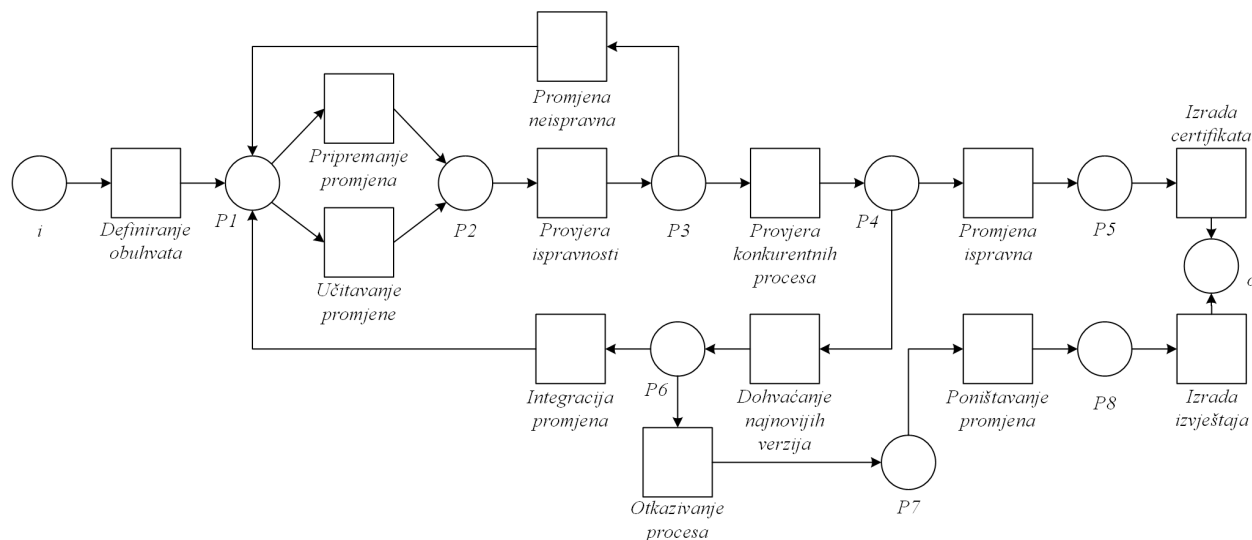 Promjena
neispravna
Izrada
certifikata
Pripremanje
promjena
i
Definiranje
obuhvata
P1
P2
Provjera
ispravnosti
P3
Provjera
konkurentnih
procesa
P4
Promjena
ispravna
P5
o
Učitavanje
promjene
Integracija
promjena
P6
Dohvaćanje
najnovijih
verzija
Poništavanje
promjena
P8
Izrada
izvještaja
Otkazivanje
procesa
P7